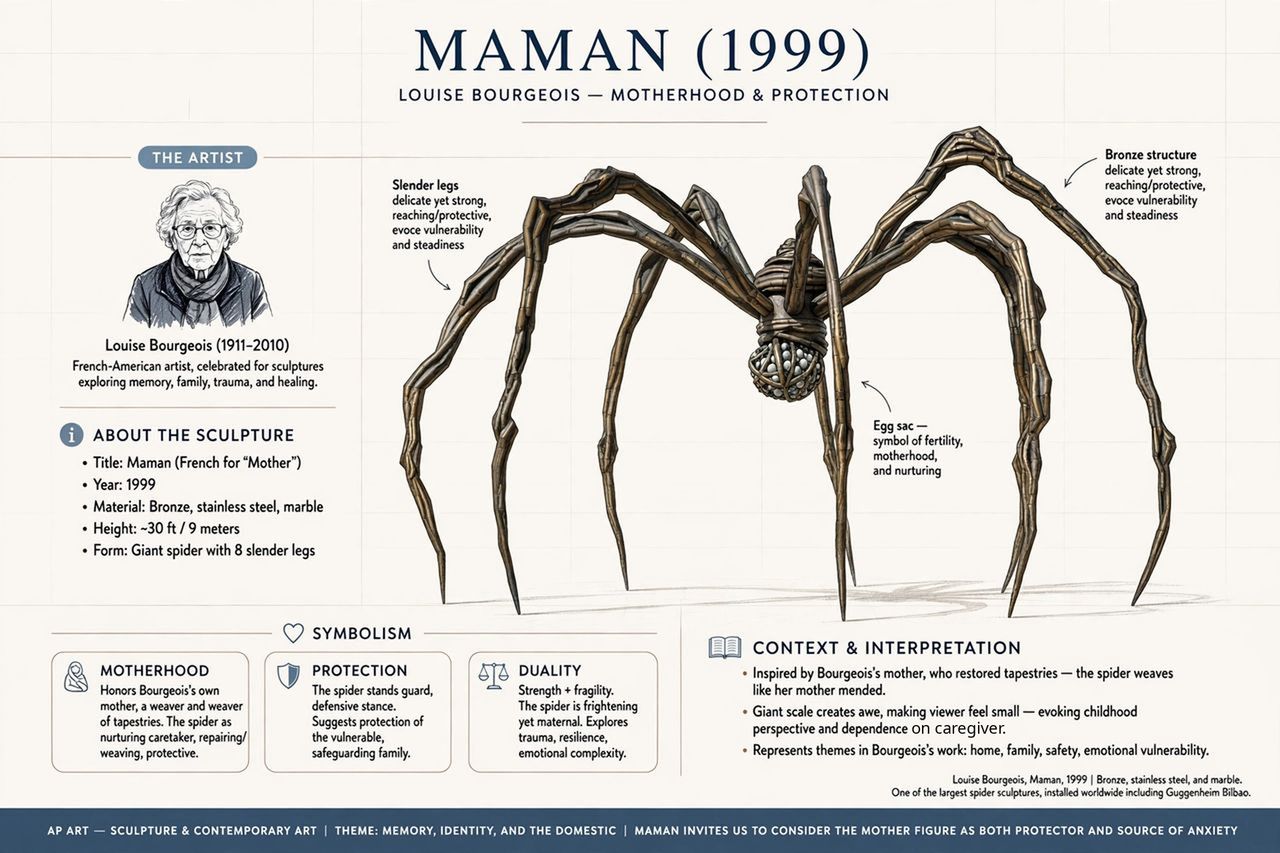 MAMAN (1999)
LOUISE BOURGEOIS — MOTHERHOOD & PROTECTION
THE ARTIST
Louise Bourgeois (1911–2010)
French-American artist, celebrated for sculptures
exploring memory, family, trauma, and healing.
i ABOUT THE SCULPTURE
• Title: Maman (French for “Mother”)
• Year: 1999
• Material: Bronze, stainless steel, marble
• Height: ~30 ft / 9 meters
• Form: Giant spider with 8 slender legs
Slender legs
delicate yet strong,
reaching/protective,
evoce vulnerability
and steadiness
Bronze structure
delicate yet strong,
reaching/protective,
evoce vulnerability
and steadiness
Egg sac —
symbol of fertility,
motherhood,
and nurturing
SYMBOLISM
MOTHERHOOD
Honors Bourgeois's own
mother, a weaver and weaver
of tapestries. The spider as
nurturing caretaker, repairing/
weaving, protective.
PROTECTION
The spider stands guard,
defensive stance.
Suggests protection of
the vulnerable,
safeguarding family.
DUALITY
Strength + fragility.
The spider is frightening
yet maternal. Explores
trauma, resilience,
emotional complexity.
CONTEXT & INTERPRETATION
• Inspired by Bourgeois's mother, who restored tapestries — the spider weaves
like her mother mended.
• Giant scale creates awe, making viewer feel small — evoking childhood
perspective and dependence on caregiver.
• Represents themes in Bourgeois's work: home, family, safety, emotional vulnerability.
Louise Bourgeois, Maman, 1999 | Bronze, stainless steel, and marble.
One of the largest spider sculptures, installed worldwide including Guggenheim Bilbao.
AP ART — SCULPTURE & CONTEMPORARY ART | THEME: MEMORY, IDENTITY, AND THE DOMESTIC | MAMAN INVITES US TO CONSIDER THE MOTHER FIGURE AS BOTH PROTECTOR AND SOURCE OF ANXIETY